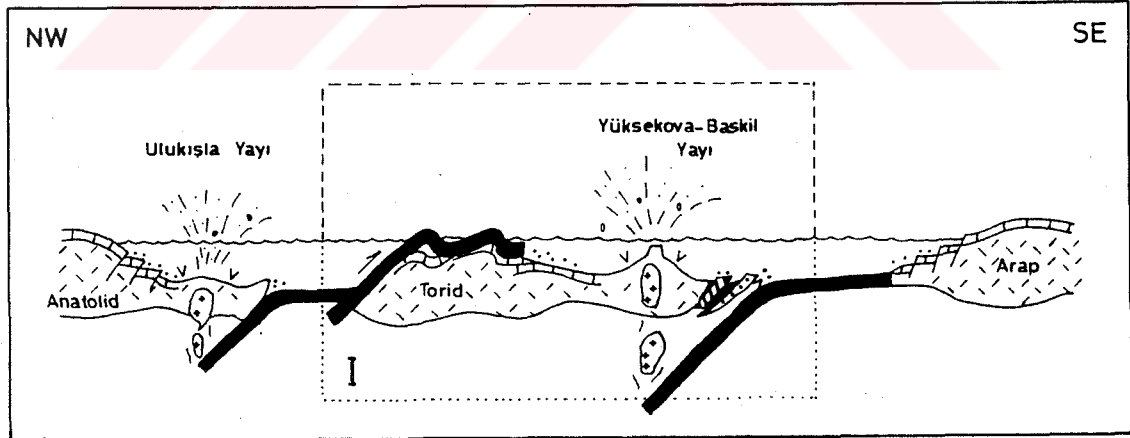 NW
SE
Ulukışla Yayı
Yüksekova-Baskil
Yayı
Anatolid
Torid
Arap
I